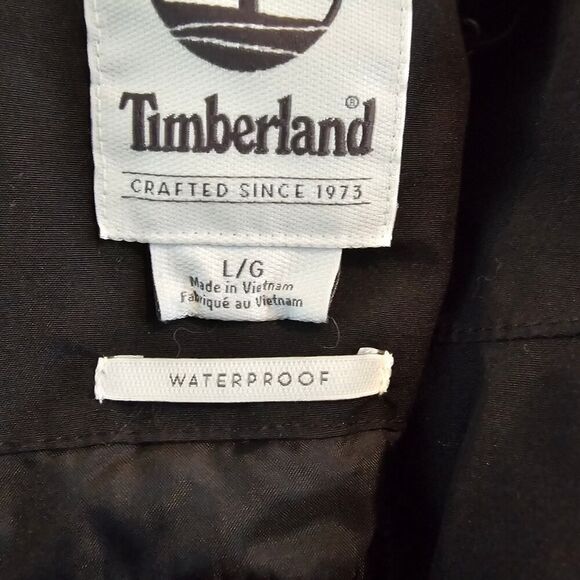 Timberland®
CRAFTED SINCE 1973
L/G
Made in Vietnam
Fabriqué au Vietnam
WATERPROOF